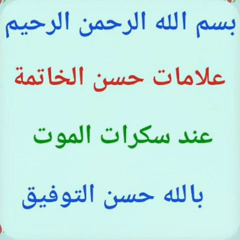 بسم الله الرحمن الرحيم
علامات حسن الخاتمة
عند سكرات الموت
بالله حسن التوفيق